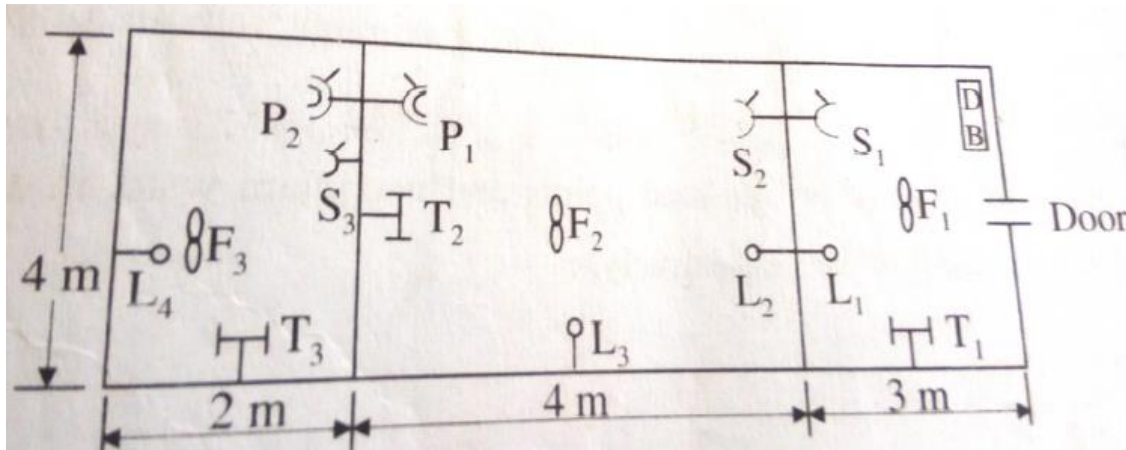 D
B
P₂
P₁
S₂
S₁
S₃
T₂
F₂
F₁
Door
F₃
4 m
L₄
L₂
L₁
T₃
L₃
T₁
2 m
4 m
3 m